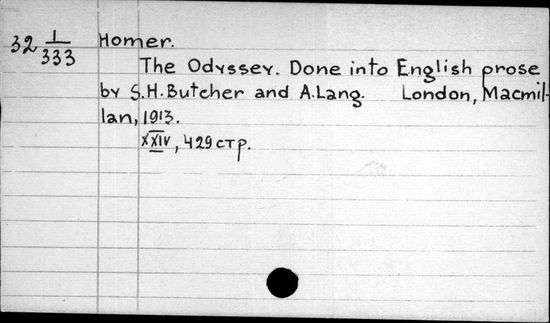 32 1/333 Homer.
The Odyssey. Done into English prose
by S.H. Butcher and A. Lang. London, Macmil-
lan, 1913.
XXIV, 429 стр.